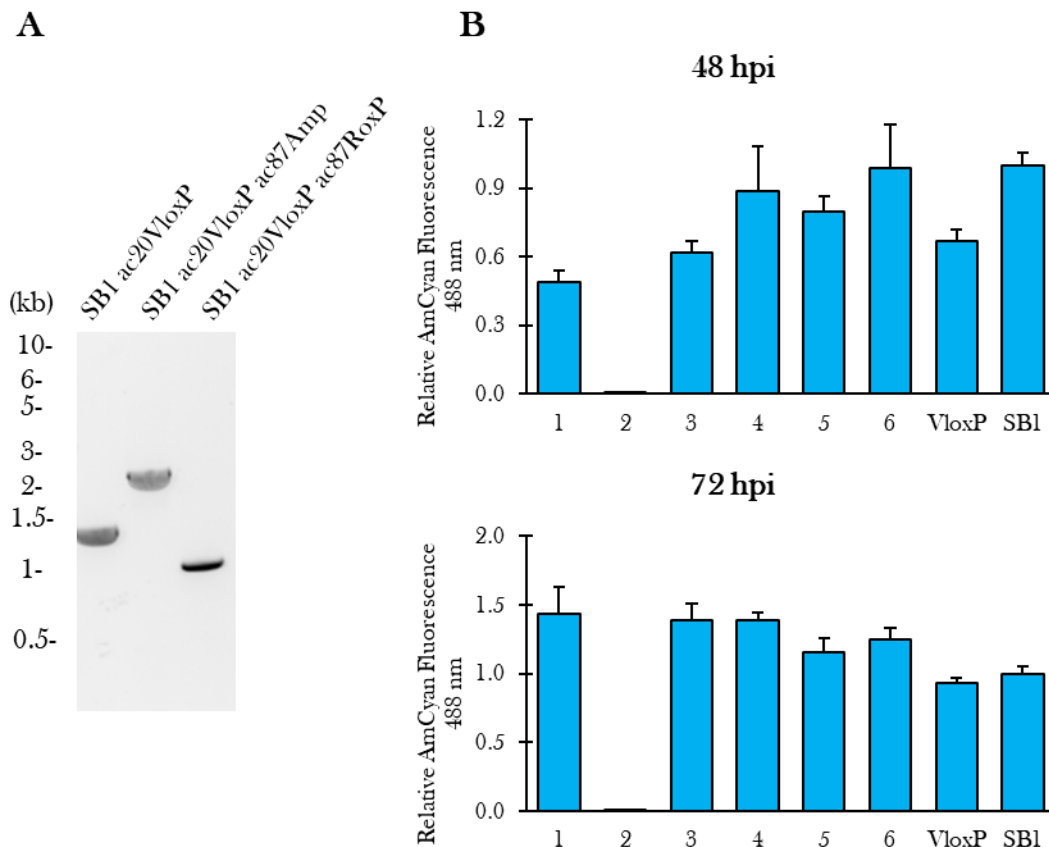 A
SB1 ac20VloxP
SB1 ac20VloxP ac87Amp
SB1 ac20VloxP ac87RoxP
(kb)
10-
6-
5-
3-
2-
1.5-
1-
0.5-
B
48 hpi
Relative AmCyan Fluorescence
488 nm
1.2
0.9
0.6
0.3
0.0
1 2 3 4 5 6 VloxP SB1
72 hpi
Relative AmCyan Fluorescence
488 nm
2.0
1.5
1.0
0.5
0.0
1 2 3 4 5 6 VloxP SB1